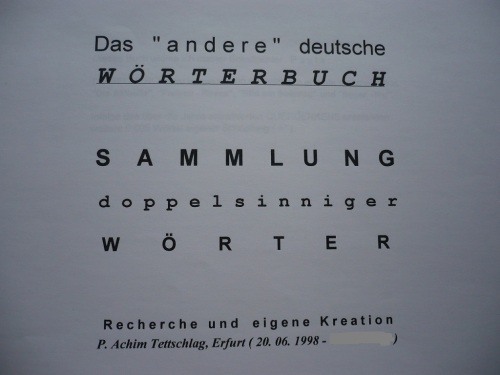 Das "andere" deutsche
WÖRTERBUCH
SAMMLUNG
doppelsinniger
WÖRTER
Recherche und eigene Kreation
P. Achim Tettschlag, Erfurt ( 20. 06. 1998 - )